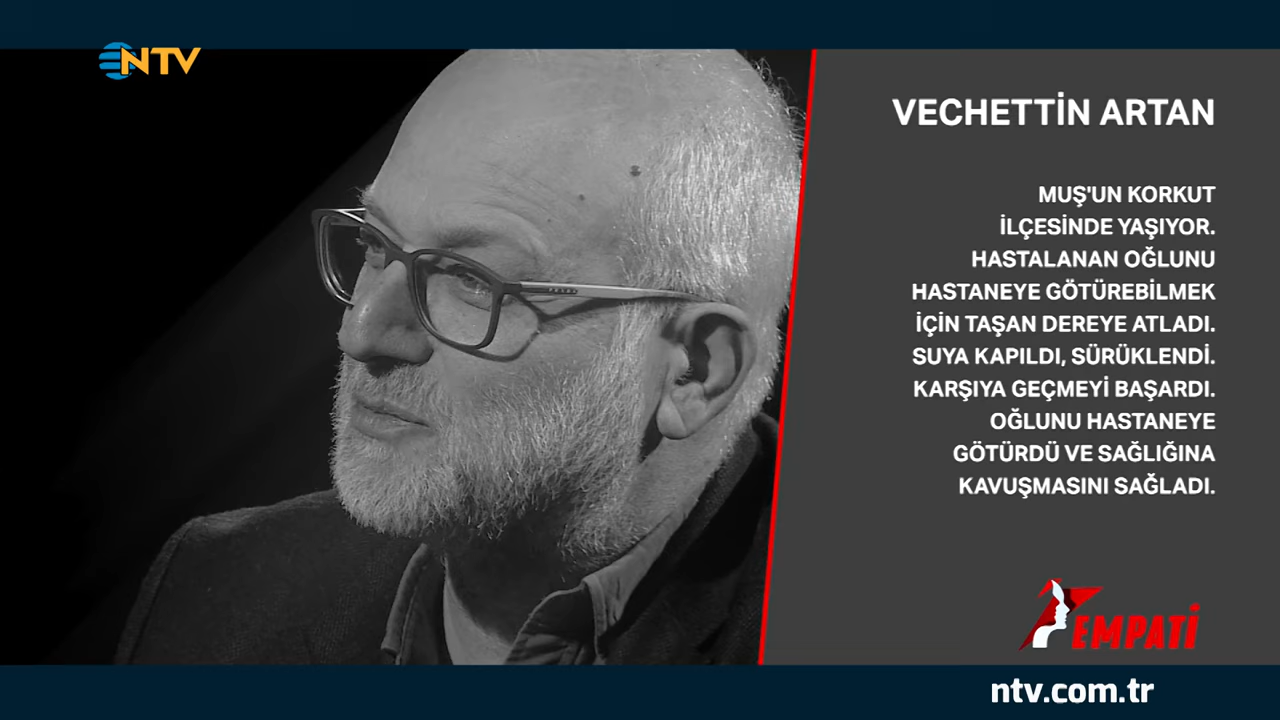 NTV
VECHETTİN ARTAN
MUŞ'UN KORKUT
İLÇESİNDE YAŞIYOR.
HASTALANAN OĞLUNU
HASTANEYE GÖTÜREBİLMEK
İÇİN TAŞAN DEREYE ATLADI.
SUYA KAPILDI, SÜRÜKLENDİ.
KARŞIYA GEÇMEYİ BAŞARDI.
OĞLUNU HASTANEYE
GÖTÜRDÜ VE SAĞLIĞINA
KAVUŞMASINI SAĞLADI.
EMPATİ
ntv.com.tr